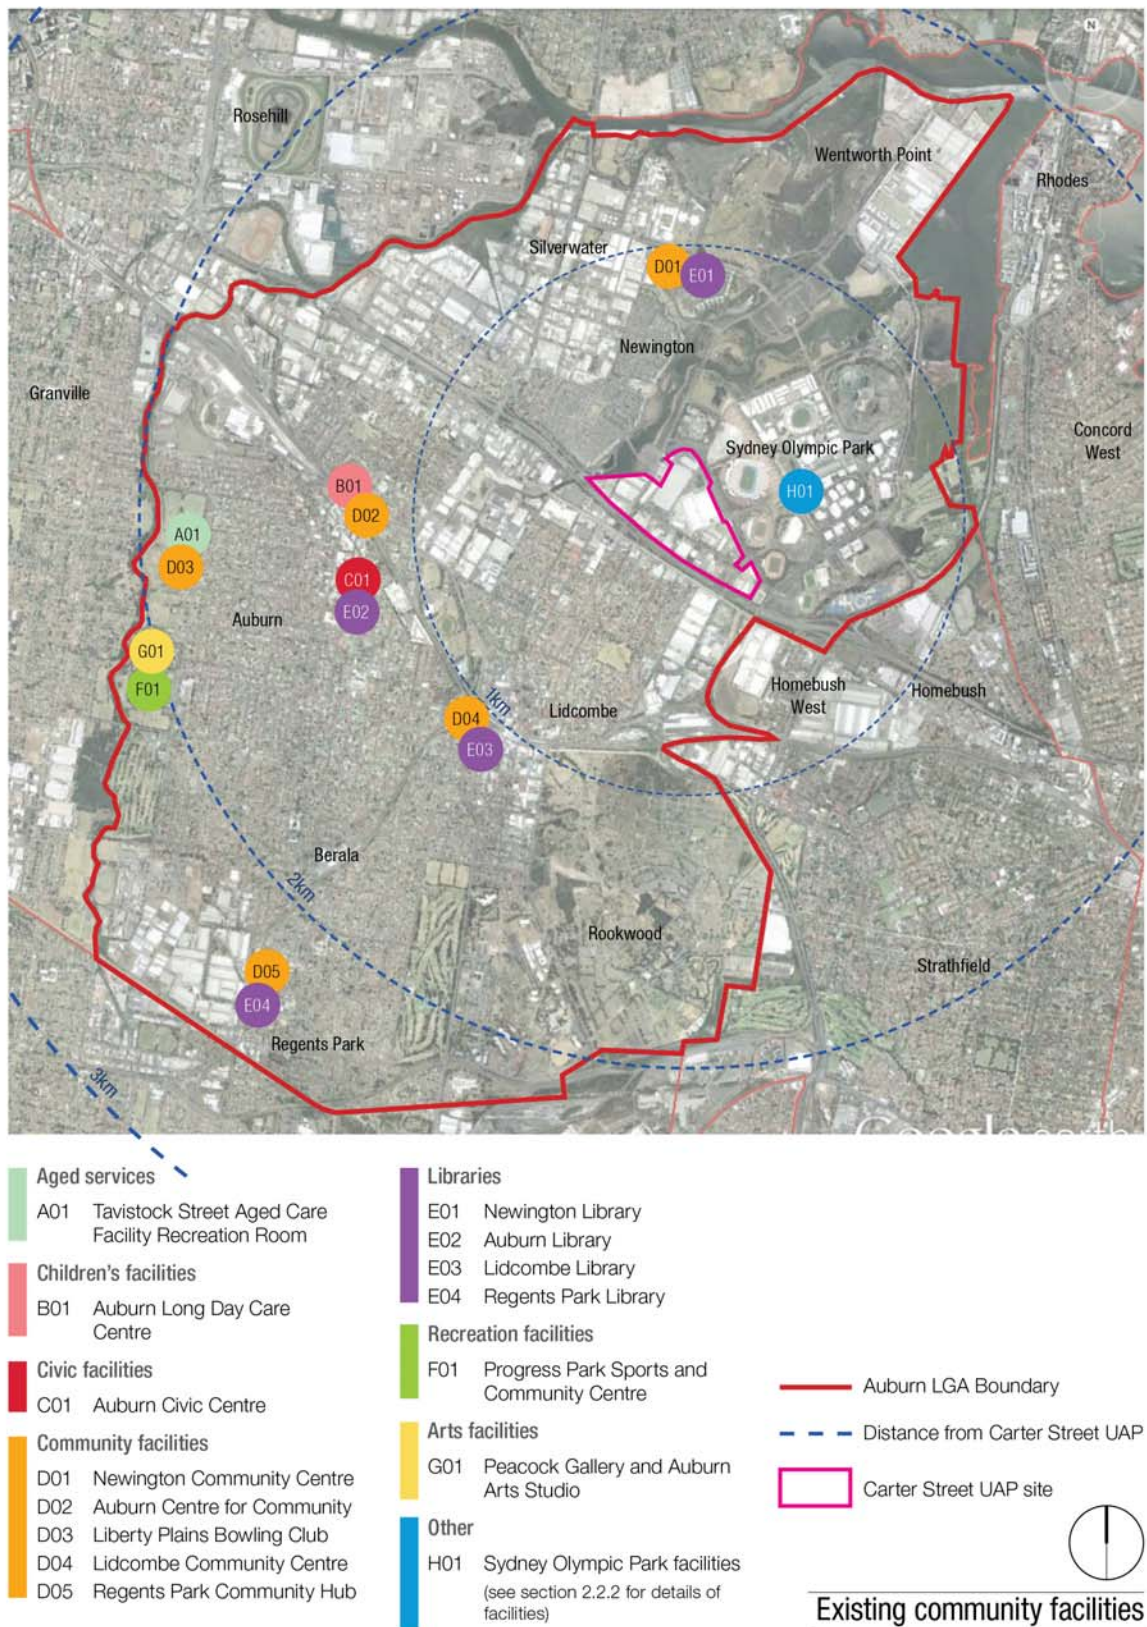 N
Rosehill
Wentworth Point
Rhodes
Silverwater
D01
E01
Newington
Granville
Concord
West
Sydney Olympic Park
H01
B01
D02
A01
D03
C01
E02
Auburn
G01
F01
Homebush
West
Homebush
1km
Lidcombe
D04
E03
Berala
2km
Rookwood
Strathfield
D05
E04
Regents Park
3km
Google earth
Aged services
A01 Tavistock Street Aged Care
Facility Recreation Room
Children's facilities
B01 Auburn Long Day Care
Centre
Civic facilities
C01 Auburn Civic Centre
Community facilities
D01 Newington Community Centre
D02 Auburn Centre for Community
D03 Liberty Plains Bowling Club
D04 Lidcombe Community Centre
D05 Regents Park Community Hub
Libraries
E01 Newington Library
E02 Auburn Library
E03 Lidcombe Library
E04 Regents Park Library
Recreation facilities
F01 Progress Park Sports and
Community Centre
Arts facilities
G01 Peacock Gallery and Auburn
Arts Studio
Other
H01 Sydney Olympic Park facilities
(see section 2.2.2 for details of
facilities)
Auburn LGA Boundary
Distance from Carter Street UAP
Carter Street UAP site
Existing community facilities